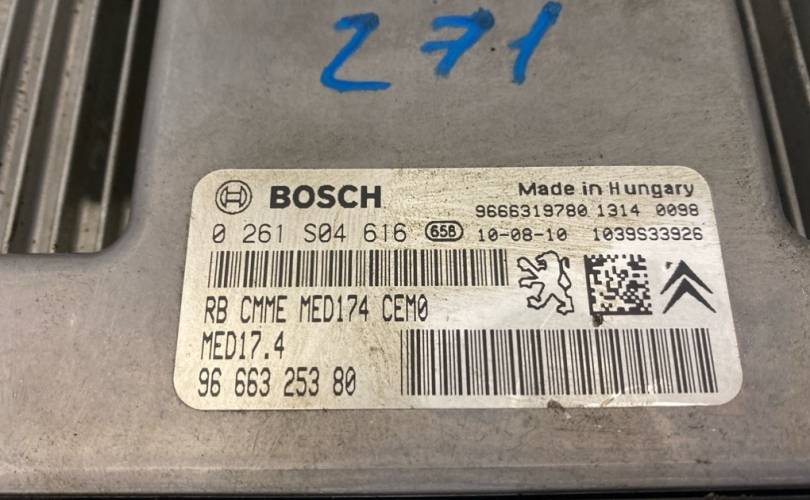 271
BOSCH
Made in Hungary
9666319780 1314 0098
0 261 S04 616 658 10-08-10 1039S33926
RB CMME MED174 CEM0
MED17.4
96 663 253 80